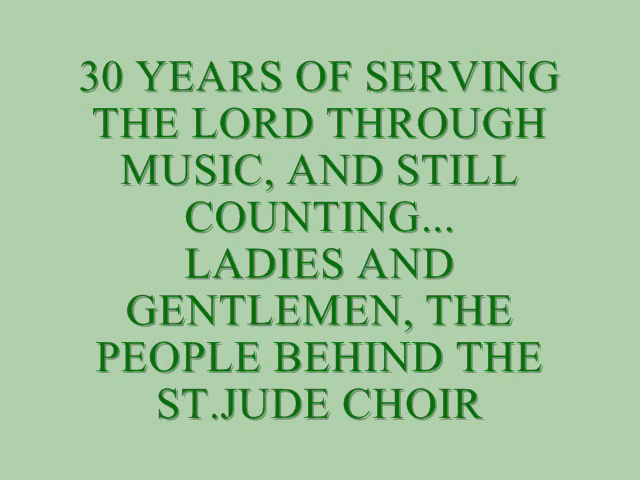 30 YEARS OF SERVING
THE LORD THROUGH
MUSIC, AND STILL
COUNTING...
LADIES AND
GENTLEMEN, THE
PEOPLE BEHIND THE
ST.JUDE CHOIR